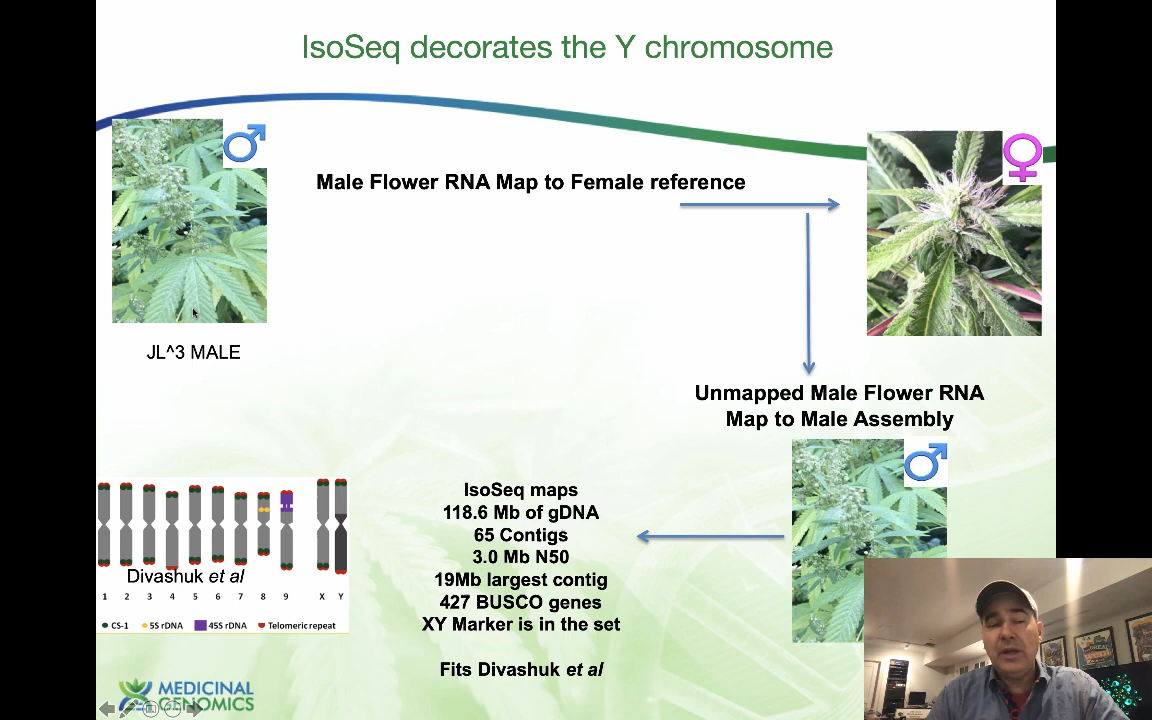 IsoSeq decorates the Y chromosome
Male Flower RNA Map to Female reference
JL^3 MALE
Unmapped Male Flower RNA
Map to Male Assembly
IsoSeq maps
118.6 Mb of gDNA
65 Contigs
3.0 Mb N50
19Mb largest contig
427 BUSCO genes
XY Marker is in the set
Fits Divashuk et al
Divashuk et al
1 2 3 4 5 6 7 8 9 X Y
CS-1 5S rDNA 45S rDNA Telomeric repeat
MEDICINAL
GENOMICS